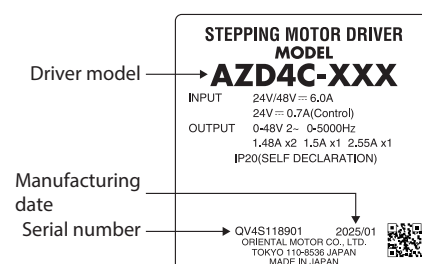 STEPPING MOTOR DRIVER
MODEL
Driver model
AZD4C-XXX
INPUT 24V/48V⎓ 6.0A
24V⎓ 0.7A(Control)
OUTPUT 0-48V 2~ 0-5000Hz
1.48A x2 1.5A x1 2.55A x1
IP20(SELF DECLARATION)
Manufacturing
date
Serial number
QV4S118901 2025/01
ORIENTAL MOTOR CO., LTD.
TOKYO 110-8536 JAPAN
MADE IN JAPAN